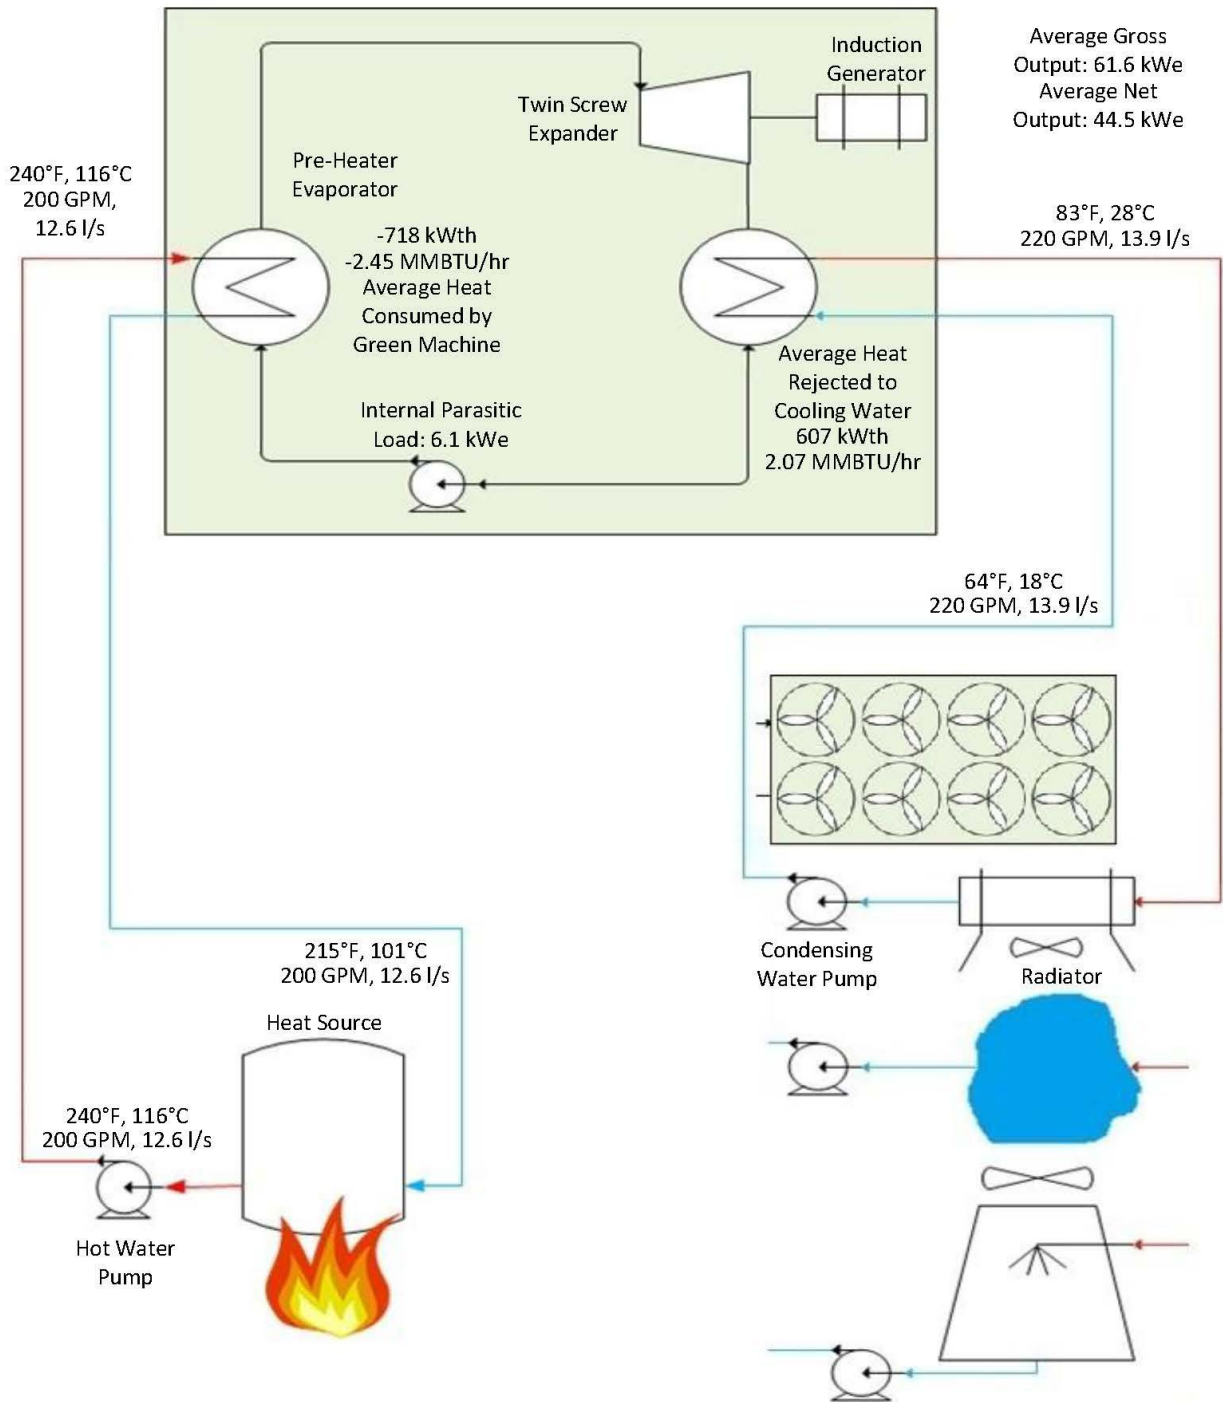 Induction
Generator
Average Gross
Output: 61.6 kWe
Average Net
Output: 44.5 kWe
Twin Screw
Expander
Pre-Heater
Evaporator
240°F, 116°C
200 GPM,
12.6 l/s
-718 kWth
-2.45 MMBTU/hr
Average Heat
Consumed by
Green Machine
83°F, 28°C
220 GPM, 13.9 l/s
Average Heat
Rejected to
Cooling Water
607 kWth
2.07 MMBTU/hr
Internal Parasitic
Load: 6.1 kWe
64°F, 18°C
220 GPM, 13.9 l/s
215°F, 101°C
200 GPM, 12.6 l/s
Condensing
Water Pump
Radiator
Heat Source
240°F, 116°C
200 GPM, 12.6 l/s
Hot Water
Pump